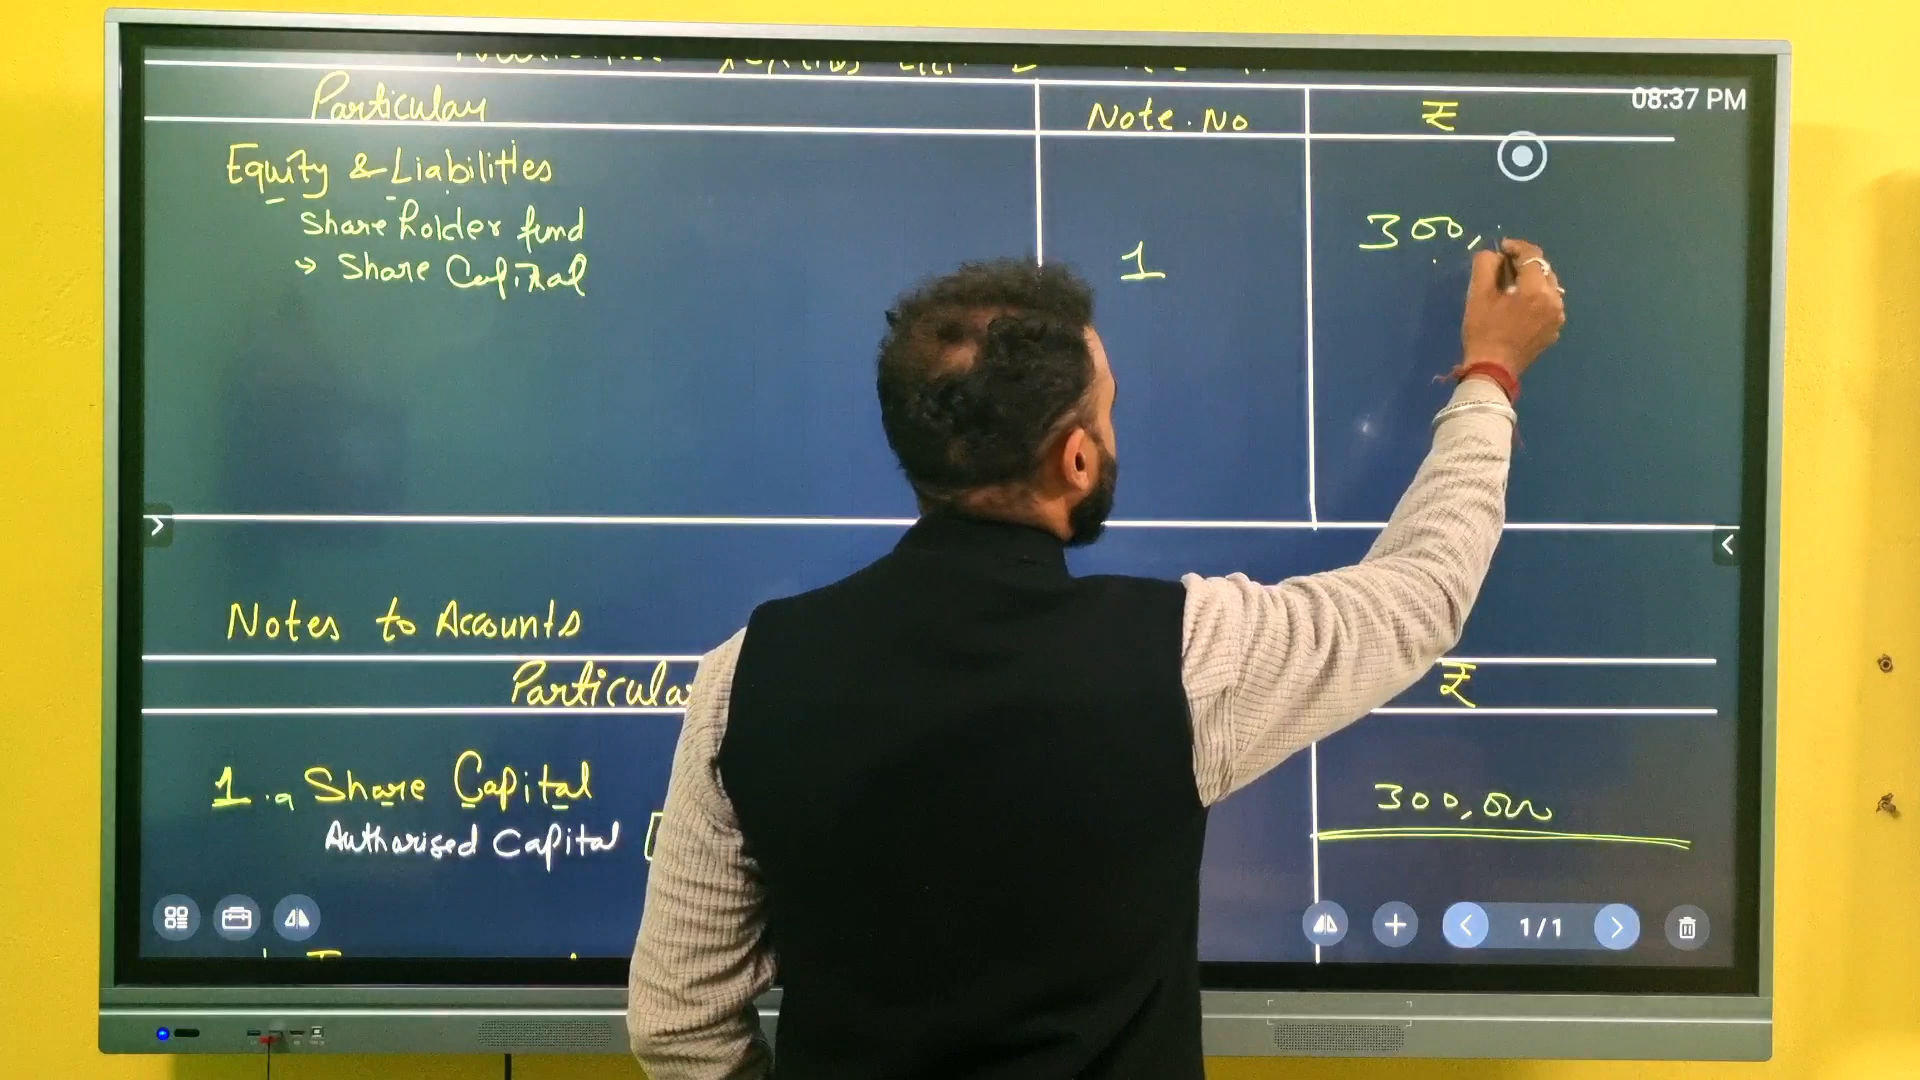 Particular Note. No ₹
08:37 PM
Equity & Liabilities
Share holder fund
→ Share Capital 1 300,
Notes to Accounts
Particular ₹
1. a Share Capital 300,000
Authorised Capital
1/1